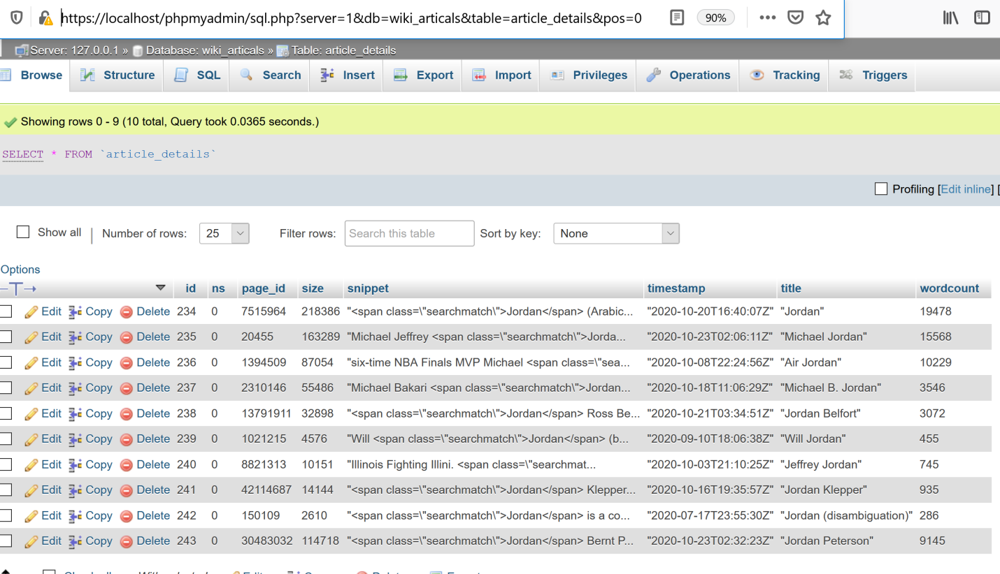 https://localhost/phpmyadmin/sql.php?server=1&db=wiki_articals&table=article_details&pos=0 90%
Server: 127.0.0.1 » Database: wiki_articals » Table: article_details
Browse Structure SQL Search Insert Export Import Privileges Operations Tracking Triggers
Showing rows 0 - 9 (10 total, Query took 0.0365 seconds.)
SELECT * FROM `article_details`
Profiling [Edit inline] [
Show all | Number of rows: 25 Filter rows: Search this table Sort by key: None
Options
id ns page_id size snippet timestamp title wordcount
Edit Copy Delete 234 0 7515964 218386 "<span class=\"searchmatch\">Jordan</span> (Arabic... "2020-10-20T16:40:07Z" "Jordan" 19478
Edit Copy Delete 235 0 20455 163289 "Michael Jeffrey <span class=\"searchmatch\">Jorda... "2020-10-23T02:06:11Z" "Michael Jordan" 15568
Edit Copy Delete 236 0 1394509 87054 "six-time NBA Finals MVP Michael <span class=\"sea... "2020-10-08T22:24:56Z" "Air Jordan" 10229
Edit Copy Delete 237 0 2310146 55486 "Michael Bakari <span class=\"searchmatch\">Jordan... "2020-10-18T11:06:29Z" "Michael B. Jordan" 3546
Edit Copy Delete 238 0 13791911 32898 "<span class=\"searchmatch\">Jordan</span> Ross Be... "2020-10-21T03:34:51Z" "Jordan Belfort" 3072
Edit Copy Delete 239 0 1021215 4576 "Will <span class=\"searchmatch\">Jordan</span> (b... "2020-09-10T18:06:38Z" "Will Jordan" 455
Edit Copy Delete 240 0 8821313 10151 "Illinois Fighting Illini. <span class=\"searchmat... "2020-10-03T21:10:25Z" "Jeffrey Jordan" 745
Edit Copy Delete 241 0 42114687 14144 "<span class=\"searchmatch\">Jordan</span> Klepper... "2020-10-16T19:35:57Z" "Jordan Klepper" 935
Edit Copy Delete 242 0 150109 2610 "<span class=\"searchmatch\">Jordan</span> is a co... "2020-07-17T23:55:30Z" "Jordan (disambiguation)" 286
Edit Copy Delete 243 0 30483032 114718 "<span class=\"searchmatch\">Jordan</span> Bernt P... "2020-10-23T02:32:23Z" "Jordan Peterson" 9145